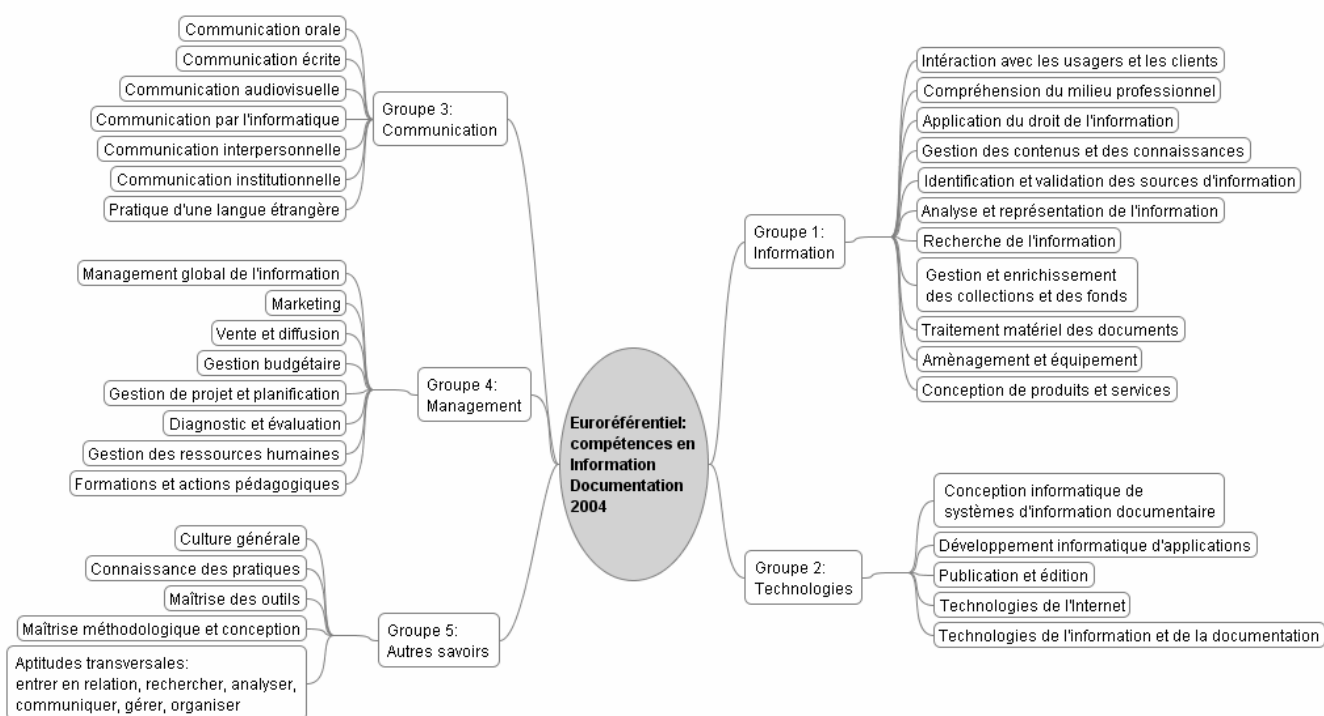 Euroréférentiel:
compétences en
Information
Documentation
2004
Groupe 1:
Information
Intéraction avec les usagers et les clients
Compréhension du milieu professionnel
Application du droit de l'information
Gestion des contenus et des connaissances
Identification et validation des sources d'information
Analyse et représentation de l'information
Recherche de l'information
Gestion et enrichissement
des collections et des fonds
Traitement matériel des documents
Amènagement et équipement
Conception de produits et services
Groupe 2:
Technologies
Conception informatique de
systèmes d'information documentaire
Développement informatique d'applications
Publication et édition
Technologies de l'Internet
Technologies de l'information et de la documentation
Groupe 3:
Communication
Communication orale
Communication écrite
Communication audiovisuelle
Communication par l'informatique
Communication interpersonnelle
Communication institutionnelle
Pratique d'une langue étrangère
Groupe 4:
Management
Management global de l'information
Marketing
Vente et diffusion
Gestion budgétaire
Gestion de projet et planification
Diagnostic et évaluation
Gestion des ressources humaines
Formations et actions pédagogiques
Groupe 5:
Autres savoirs
Culture générale
Connaissance des pratiques
Maîtrise des outils
Maîtrise méthodologique et conception
Aptitudes transversales:
entrer en relation, rechercher, analyser,
communiquer, gérer, organiser